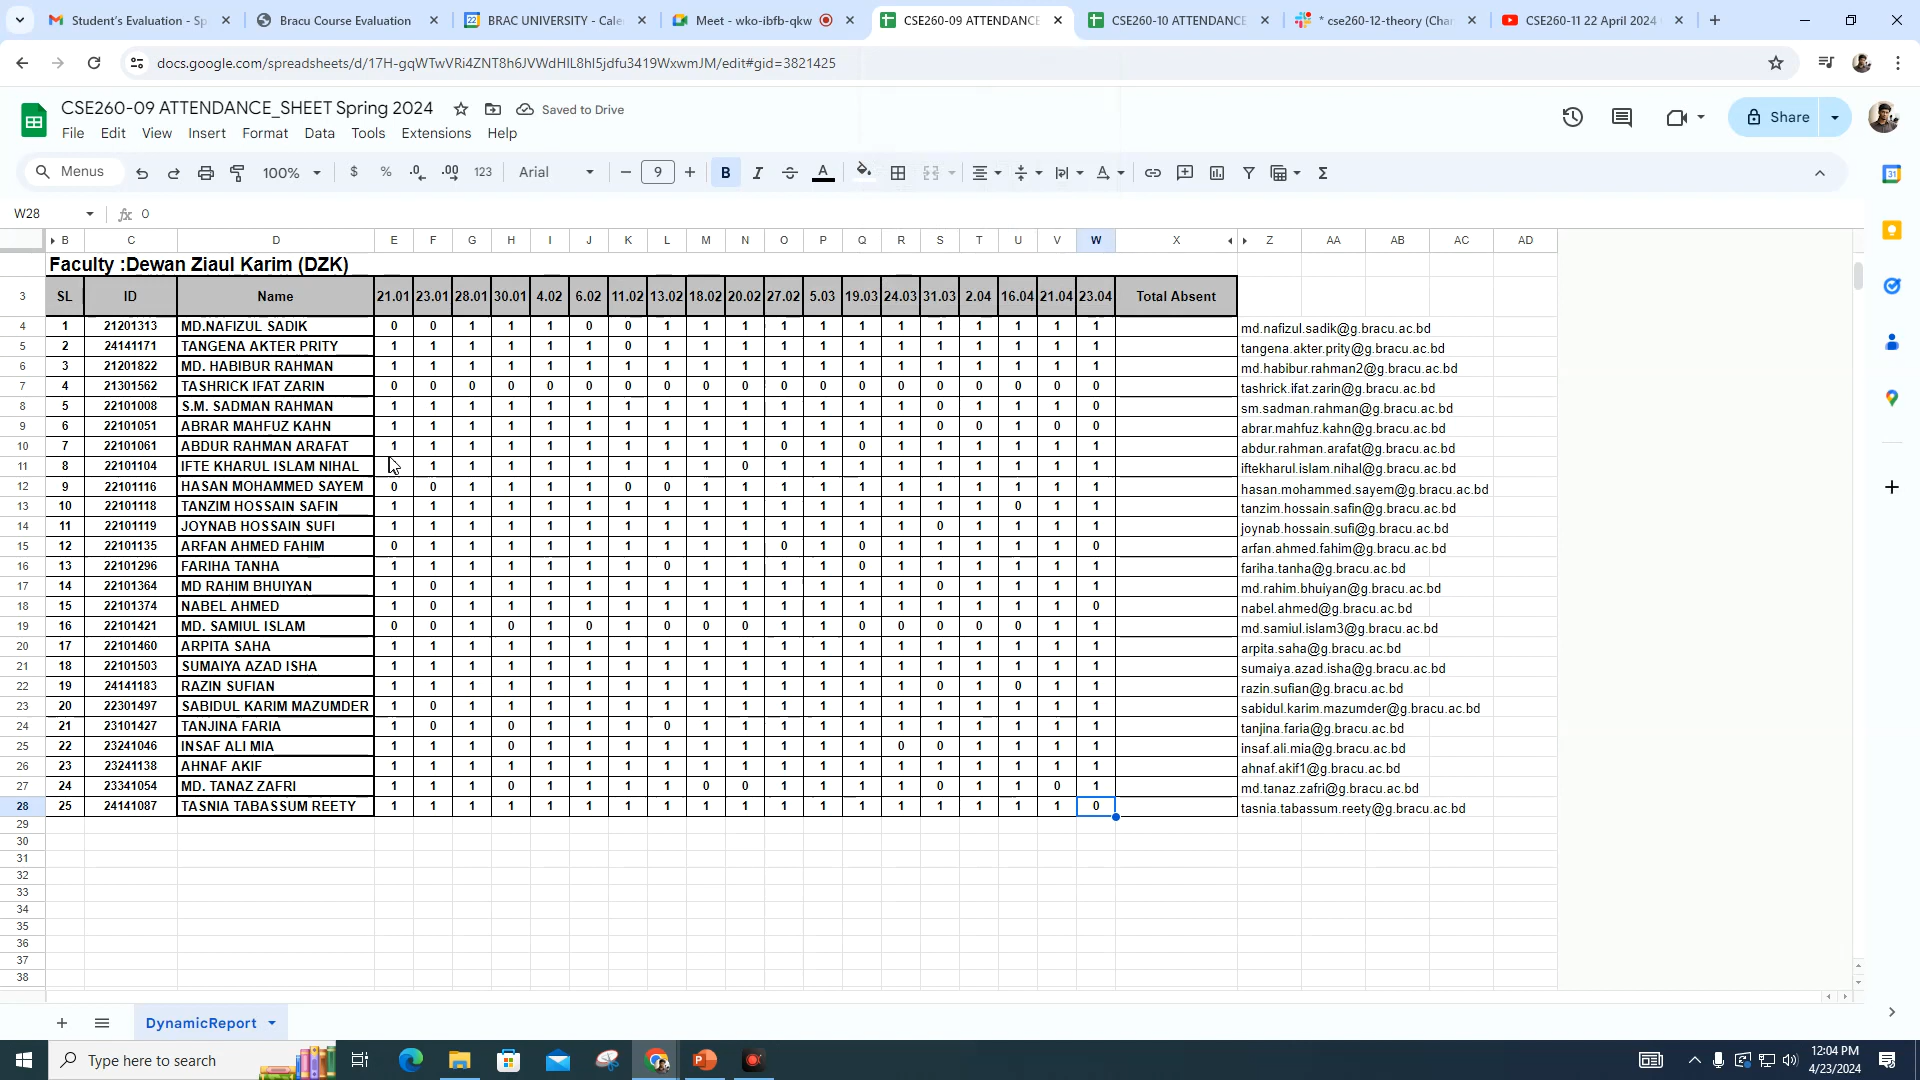 Student's Evaluation - Sp
Bracu Course Evaluation
BRAC UNIVERSITY - Cale
Meet - wko-ibfb-qkw
CSE260-09 ATTENDANCE
CSE260-10 ATTENDANCE
* cse260-12-theory (Chan
CSE260-11 22 April 2024
docs.google.com/spreadsheets/d/17H-gqWTwVRi4ZNT8h6JVWdHIL8hI5jdfu3419WxwmJM/edit#gid=3821425
CSE260-09 ATTENDANCE_SHEET Spring 2024 Saved to Drive
Share
File Edit View Insert Format Data Tools Extensions Help
Menus 100% $ % .0 .00 123 Arial 9 B I A
W28 fx 0
B C D E F G H I J K L M N O P Q R S T U V W X Z AA AB AC AD
Faculty :Dewan Ziaul Karim (DZK)
3 SL ID Name 21.01 23.01 28.01 30.01 4.02 6.02 11.02 13.02 18.02 20.02 27.02 5.03 19.03 24.03 31.03 2.04 16.04 21.04 23.04 Total Absent
4 1 21201313 MD.NAFIZUL SADIK 0 0 1 1 1 0 0 1 1 1 1 1 1 1 1 1 1 1 1 md.nafizul.sadik@g.bracu.ac.bd
5 2 24141171 TANGENA AKTER PRITY 1 1 1 1 1 1 0 1 1 1 1 1 1 1 1 1 1 1 1 tangena.akter.prity@g.bracu.ac.bd
6 3 21201822 MD. HABIBUR RAHMAN 1 1 1 1 1 1 1 1 1 1 1 1 1 1 1 1 1 1 1 md.habibur.rahman2@g.bracu.ac.bd
7 4 21301562 TASHRICK IFAT ZARIN 0 0 0 0 0 0 0 0 0 0 0 0 0 0 0 0 0 0 0 tashrick.ifat.zarin@g.bracu.ac.bd
8 5 22101008 S.M. SADMAN RAHMAN 1 1 1 1 1 1 1 1 1 1 1 1 1 1 0 1 1 1 0 sm.sadman.rahman@g.bracu.ac.bd
9 6 22101051 ABRAR MAHFUZ KAHN 1 1 1 1 1 1 1 1 1 1 1 1 1 1 0 0 1 0 0 abrar.mahfuz.kahn@g.bracu.ac.bd
10 7 22101061 ABDUR RAHMAN ARAFAT 1 1 1 1 1 1 1 1 1 1 0 1 0 1 1 1 1 1 1 abdur.rahman.arafat@g.bracu.ac.bd
11 8 22101104 IFTE KHARUL ISLAM NIHAL 1 1 1 1 1 1 1 1 0 1 1 1 1 1 1 1 1 1 iftekharul.islam.nihal@g.bracu.ac.bd
12 9 22101116 HASAN MOHAMMED SAYEM 0 0 1 1 1 1 0 0 1 1 1 1 1 1 1 1 1 1 1 hasan.mohammed.sayem@g.bracu.ac.bd
13 10 22101118 TANZIM HOSSAIN SAFIN 1 1 1 1 1 1 1 1 1 1 1 1 1 1 1 1 0 1 1 tanzim.hossain.safin@g.bracu.ac.bd
14 11 22101119 JOYNAB HOSSAIN SUFI 1 1 1 1 1 1 1 1 1 1 1 1 1 1 0 1 1 1 1 joynab.hossain.sufi@g.bracu.ac.bd
15 12 22101135 ARFAN AHMED FAHIM 0 1 1 1 1 1 1 1 1 1 0 1 0 1 1 1 1 1 0 arfan.ahmed.fahim@g.bracu.ac.bd
16 13 22101296 FARIHA TANHA 1 1 1 1 1 1 1 0 1 1 1 1 0 1 1 1 1 1 1 fariha.tanha@g.bracu.ac.bd
17 14 22101364 MD RAHIM BHUIYAN 1 0 1 1 1 1 1 1 1 1 1 1 1 1 0 1 1 1 1 md.rahim.bhuiyan@g.bracu.ac.bd
18 15 22101374 NABEL AHMED 1 0 1 1 1 1 1 1 1 1 1 1 1 1 1 1 1 1 0 nabel.ahmed@g.bracu.ac.bd
19 16 22101421 MD. SAMIUL ISLAM 0 0 1 0 1 0 1 0 0 0 1 1 0 0 0 0 0 1 1 md.samiul.islam3@g.bracu.ac.bd
20 17 22101460 ARPITA SAHA 1 1 1 1 1 1 1 1 1 1 1 1 1 1 1 1 1 1 1 arpita.saha@g.bracu.ac.bd
21 18 22101503 SUMAIYA AZAD ISHA 1 1 1 1 1 1 1 1 1 1 1 1 1 1 1 1 1 1 1 sumaiya.azad.isha@g.bracu.ac.bd
22 19 24141183 RAZIN SUFIAN 1 1 1 1 1 1 1 1 1 1 1 1 1 1 0 1 0 1 1 razin.sufian@g.bracu.ac.bd
23 20 22301497 SABIDUL KARIM MAZUMDER 1 0 1 1 1 1 1 1 1 1 1 1 1 1 1 1 1 1 1 sabidul.karim.mazumder@g.bracu.ac.bd
24 21 23101427 TANJINA FARIA 1 0 1 0 1 1 1 0 1 1 1 1 1 1 1 1 1 1 1 tanjina.faria@g.bracu.ac.bd
25 22 23241046 INSAF ALI MIA 1 1 1 0 1 1 1 1 1 1 1 1 1 0 0 1 1 1 1 insaf.ali.mia@g.bracu.ac.bd
26 23 23241138 AHNAF AKIF 1 1 1 1 1 1 1 1 1 1 1 1 1 1 1 1 1 1 1 ahnaf.akif1@g.bracu.ac.bd
27 24 23341054 MD. TANAZ ZAFRI 1 1 1 0 1 1 1 1 0 0 1 1 1 1 0 1 1 0 1 md.tanaz.zafri@g.bracu.ac.bd
28 25 24141087 TASNIA TABASSUM REETY 1 1 1 1 1 1 1 1 1 1 1 1 1 1 1 1 1 1 0 tasnia.tabassum.reety@g.bracu.ac.bd
29
30
31
32
33
34
35
36
37
38
DynamicReport
Type here to search
12:04 PM
4/23/2024